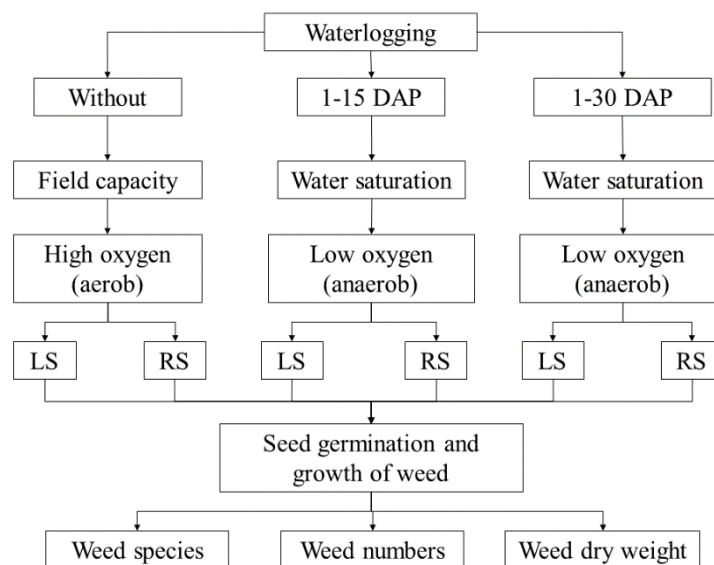 Waterlogging
Without
1-15 DAP
1-30 DAP
Field capacity
Water saturation
Water saturation
High oxygen
(aerob)
Low oxygen
(anaerob)
Low oxygen
(anaerob)
LS
RS
LS
RS
LS
RS
Seed germination and
growth of weed
Weed species
Weed numbers
Weed dry weight